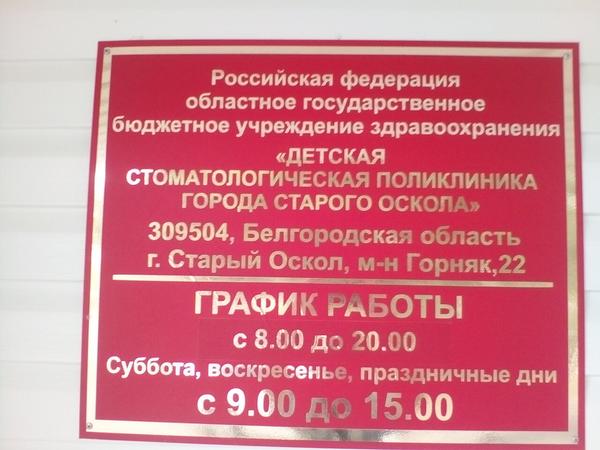 Российская федерация
областное государственное
бюджетное учреждение здравоохранения
«ДЕТСКАЯ
СТОМАТОЛОГИЧЕСКАЯ ПОЛИКЛИНИКА
ГОРОДА СТАРОГО ОСКОЛА»
309504, Белгородская область
г. Старый Оскол, м-н Горняк,22
ГРАФИК РАБОТЫ
с 8.00 до 20.00
Суббота, воскресенье, праздничные дни
с 9.00 до 15.00